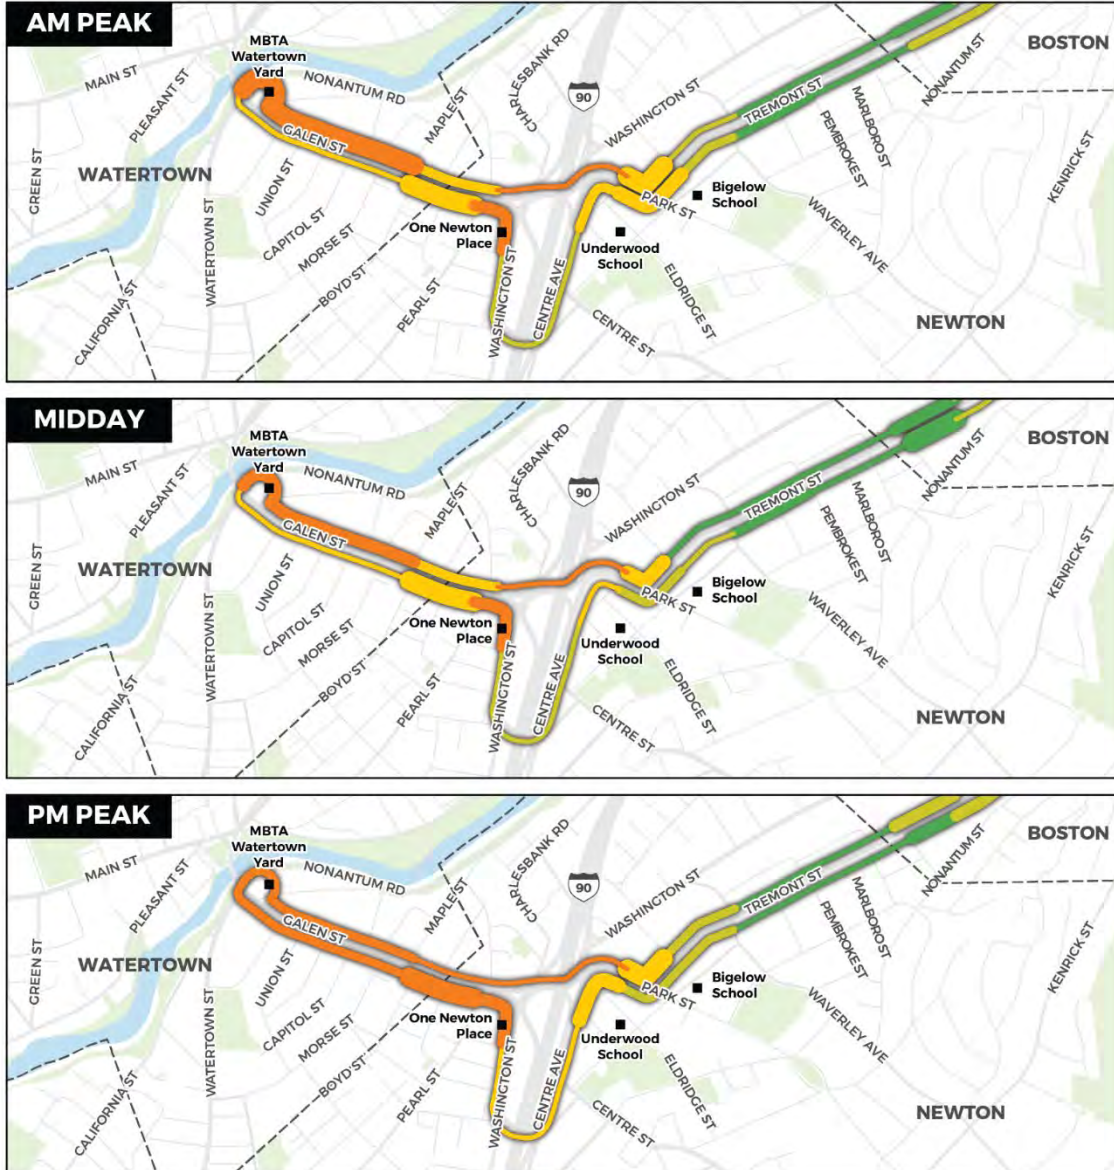 AM PEAK
MBTA
Watertown
Yard
MAIN ST
PLEASANT ST
NONANTUM RD
MAPLE ST
CHARLESBANK RD
90
WASHINGTON ST
TREMONT ST
NONANTUM ST
BOSTON
GREEN ST
WATERTOWN
GALEN ST
UNION ST
CAPITOL ST
MORSE ST
WATERTOWN ST
CALIFORNIA ST
BOYD ST
PEARL ST
One Newton
Place
WASHINGTON ST
CENTRE AVE
PARK ST
Bigelow
School
Underwood
School
ELDRIDGE ST
CENTRE ST
PEMBROKE ST
MARLBORO ST
WAVERLEY AVE
KENRICK ST
NEWTON
MIDDAY
MBTA
Watertown
Yard
MAIN ST
PLEASANT ST
NONANTUM RD
MAPLE ST
CHARLESBANK RD
90
WASHINGTON ST
TREMONT ST
NONANTUM ST
BOSTON
GREEN ST
WATERTOWN
GALEN ST
UNION ST
CAPITOL ST
MORSE ST
WATERTOWN ST
CALIFORNIA ST
BOYD ST
PEARL ST
One Newton
Place
WASHINGTON ST
CENTRE AVE
PARK ST
Bigelow
School
Underwood
School
ELDRIDGE ST
CENTRE ST
PEMBROKE ST
MARLBORO ST
WAVERLEY AVE
KENRICK ST
NEWTON
PM PEAK
MBTA
Watertown
Yard
MAIN ST
PLEASANT ST
NONANTUM RD
MAPLE ST
CHARLESBANK RD
90
WASHINGTON ST
TREMONT ST
NONANTUM ST
BOSTON
GREEN ST
WATERTOWN
GALEN ST
UNION ST
CAPITOL ST
MORSE ST
WATERTOWN ST
CALIFORNIA ST
BOYD ST
PEARL ST
One Newton
Place
WASHINGTON ST
CENTRE AVE
PARK ST
Bigelow
School
Underwood
School
ELDRIDGE ST
CENTRE ST
PEMBROKE ST
MARLBORO ST
WAVERLEY AVE
KENRICK ST
NEWTON